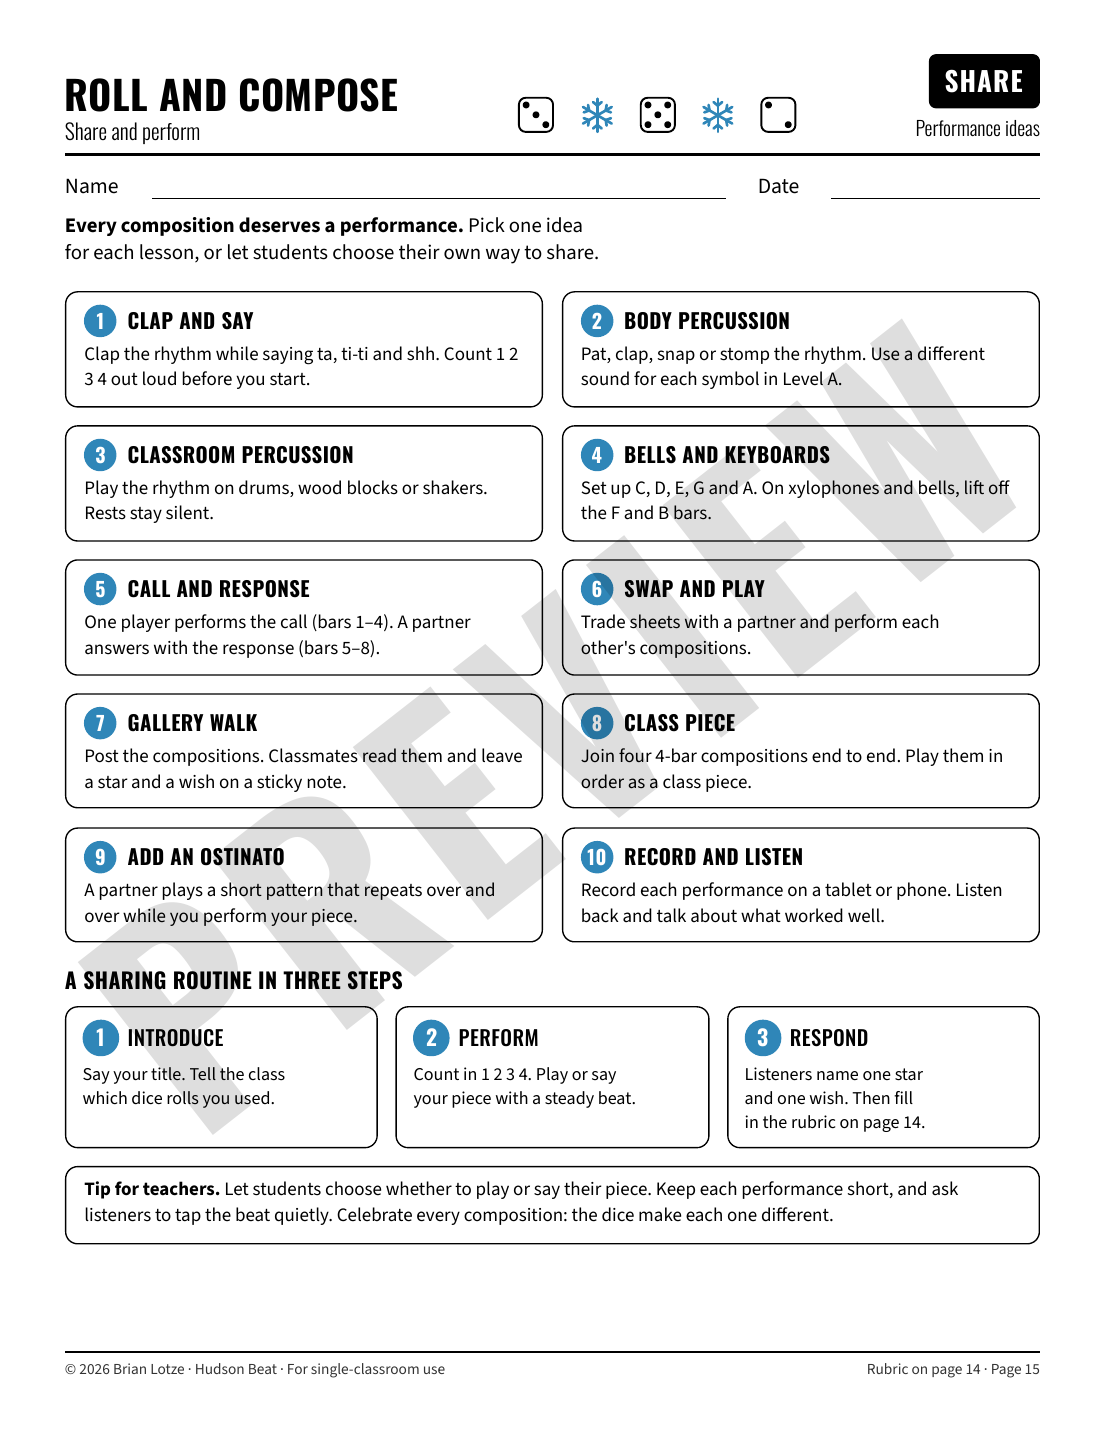 ROLL AND COMPOSE
Share and perform
SHARE
Performance ideas
Name
Date
Every composition deserves a performance. Pick one idea
for each lesson, or let students choose their own way to share.
1 CLAP AND SAY
Clap the rhythm while saying ta, ti-ti and shh. Count 1 2
3 4 out loud before you start.
2 BODY PERCUSSION
Pat, clap, snap or stomp the rhythm. Use a different
sound for each symbol in Level A.
3 CLASSROOM PERCUSSION
Play the rhythm on drums, wood blocks or shakers.
Rests stay silent.
4 BELLS AND KEYBOARDS
Set up C, D, E, G and A. On xylophones and bells, lift off
the F and B bars.
5 CALL AND RESPONSE
One player performs the call (bars 1–4). A partner
answers with the response (bars 5–8).
6 SWAP AND PLAY
Trade sheets with a partner and perform each
other's compositions.
7 GALLERY WALK
Post the compositions. Classmates read them and leave
a star and a wish on a sticky note.
8 CLASS PIECE
Join four 4-bar compositions end to end. Play them in
order as a class piece.
9 ADD AN OSTINATO
A partner plays a short pattern that repeats over and
over while you perform your piece.
10 RECORD AND LISTEN
Record each performance on a tablet or phone. Listen
back and talk about what worked well.
PREVIEW
A SHARING ROUTINE IN THREE STEPS
1 INTRODUCE
Say your title. Tell the class
which dice rolls you used.
2 PERFORM
Count in 1 2 3 4. Play or say
your piece with a steady beat.
3 RESPOND
Listeners name one star
and one wish. Then fill
in the rubric on page 14.
Tip for teachers. Let students choose whether to play or say their piece. Keep each performance short, and ask
listeners to tap the beat quietly. Celebrate every composition: the dice make each one different.
© 2026 Brian Lotze · Hudson Beat · For single-classroom use
Rubric on page 14 · Page 15